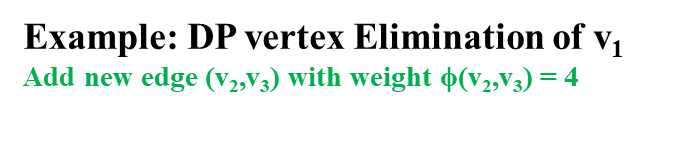 Example: DP vertex Elimination of v₁
Add new edge (v₂,v₃) with weight ϕ(v₂,v₃) = 4